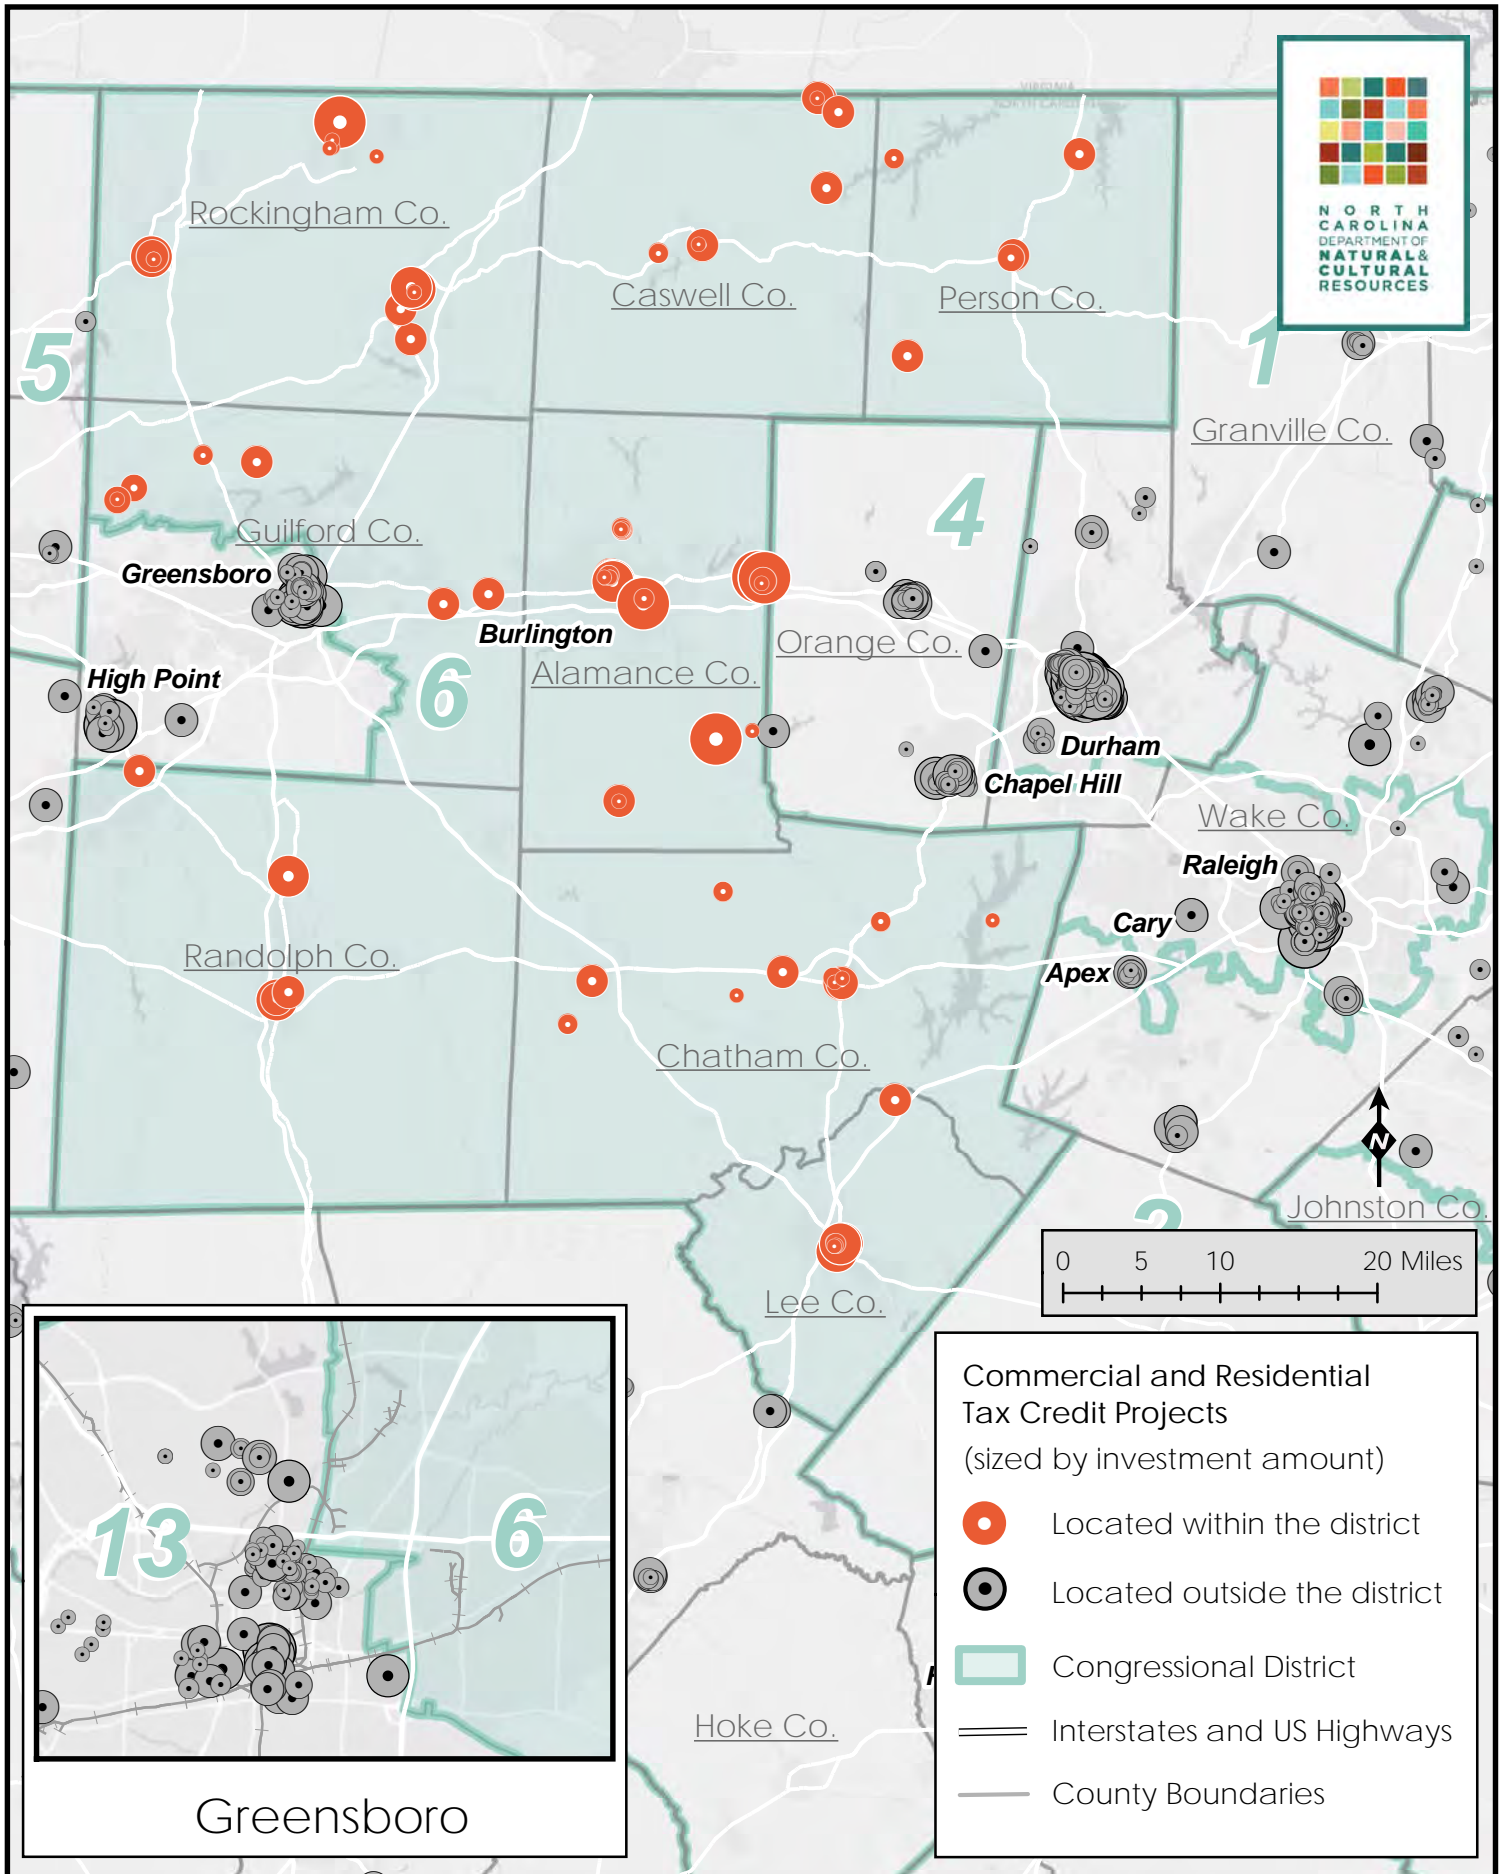 VIRGINIA
NORTH CAROLINA
NORTH
CAROLINA
DEPARTMENT OF
NATURAL &
CULTURAL
RESOURCES
Rockingham Co.
Caswell Co.
Person Co.
5
1
Granville Co.
4
Guilford Co.
Greensboro
Burlington
Orange Co.
High Point
6
Alamance Co.
Durham
Chapel Hill
Wake Co.
Raleigh
Cary
Apex
Randolph Co.
Chatham Co.
N
Johnston Co.
2
0 5 10 20 Miles
Lee Co.
Commercial and Residential
Tax Credit Projects
(sized by investment amount)
Located within the district
Located outside the district
Congressional District
Interstates and US Highways
County Boundaries
13
6
Hoke Co.
Greensboro